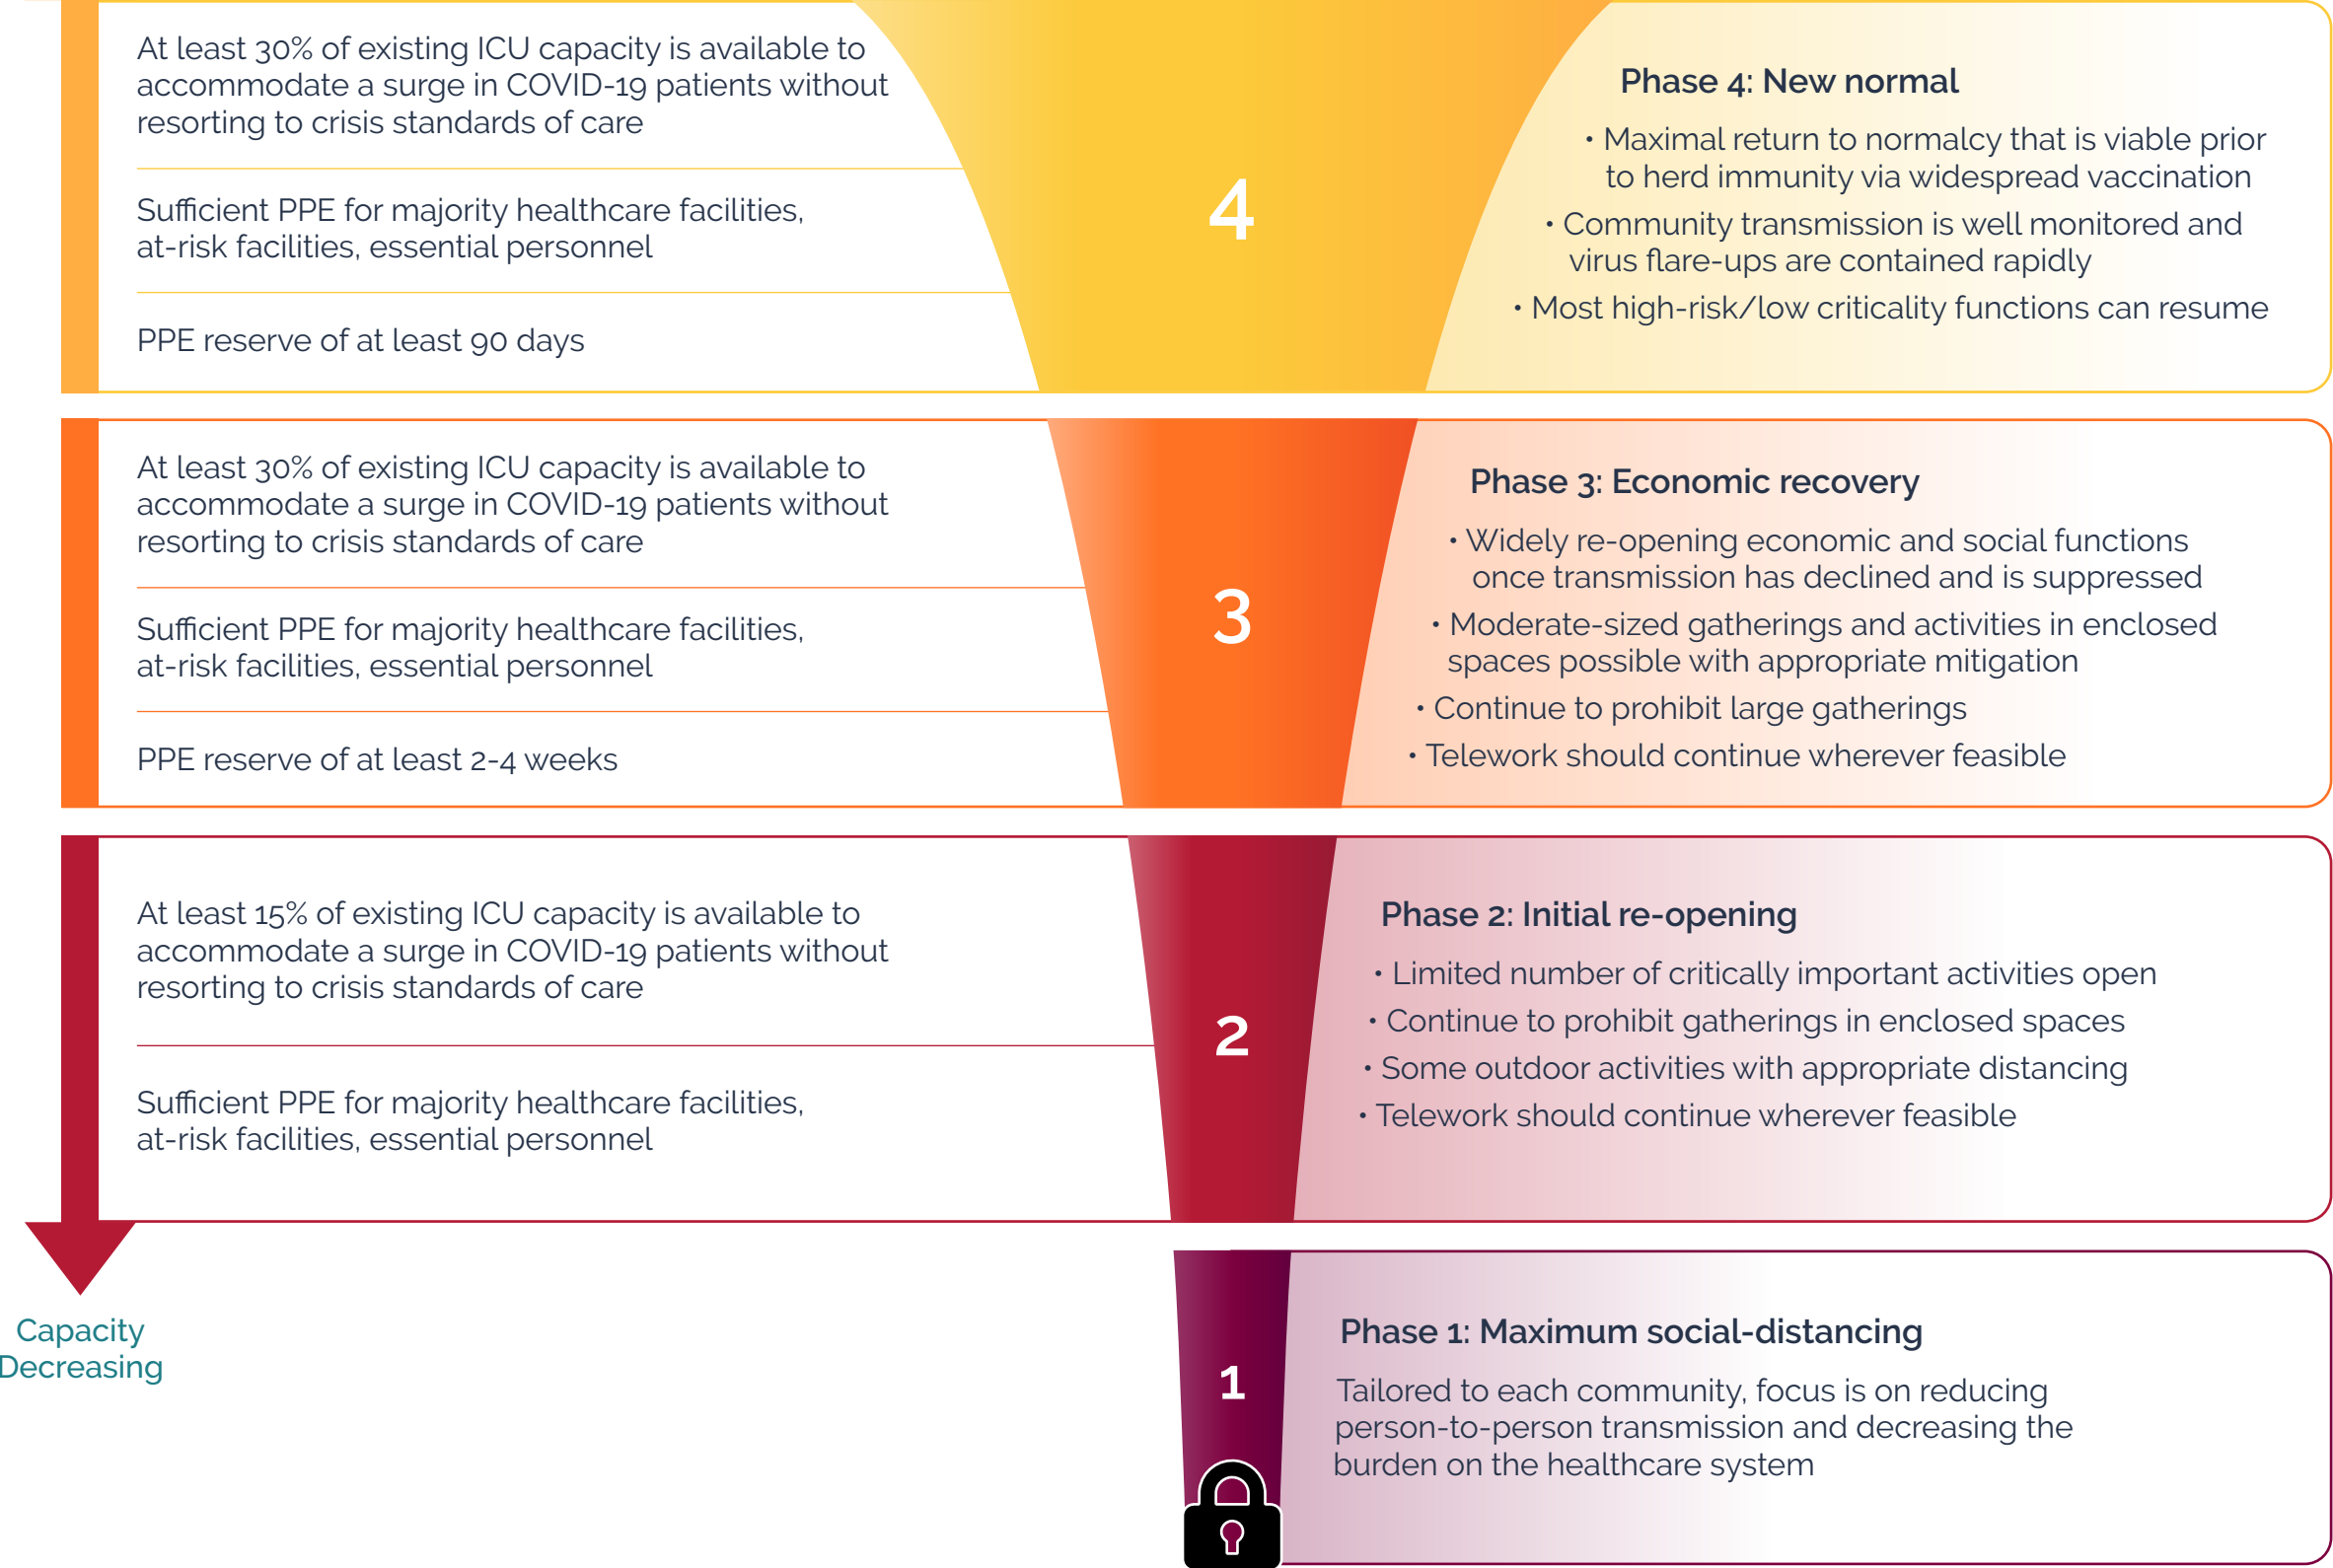 At least 30% of existing ICU capacity is available to
accommodate a surge in COVID-19 patients without
resorting to crisis standards of care
Sufficient PPE for majority healthcare facilities,
at-risk facilities, essential personnel
PPE reserve of at least 90 days
4
Phase 4: New normal
• Maximal return to normalcy that is viable prior
to herd immunity via widespread vaccination
• Community transmission is well monitored and
virus flare-ups are contained rapidly
• Most high-risk/low criticality functions can resume
At least 30% of existing ICU capacity is available to
accommodate a surge in COVID-19 patients without
resorting to crisis standards of care
Sufficient PPE for majority healthcare facilities,
at-risk facilities, essential personnel
PPE reserve of at least 2-4 weeks
3
Phase 3: Economic recovery
• Widely re-opening economic and social functions
once transmission has declined and is suppressed
• Moderate-sized gatherings and activities in enclosed
spaces possible with appropriate mitigation
• Continue to prohibit large gatherings
• Telework should continue wherever feasible
At least 15% of existing ICU capacity is available to
accommodate a surge in COVID-19 patients without
resorting to crisis standards of care
Sufficient PPE for majority healthcare facilities,
at-risk facilities, essential personnel
2
Phase 2: Initial re-opening
• Limited number of critically important activities open
• Continue to prohibit gatherings in enclosed spaces
• Some outdoor activities with appropriate distancing
• Telework should continue wherever feasible
Capacity
Decreasing
1
Phase 1: Maximum social-distancing
Tailored to each community, focus is on reducing
person-to-person transmission and decreasing the
burden on the healthcare system